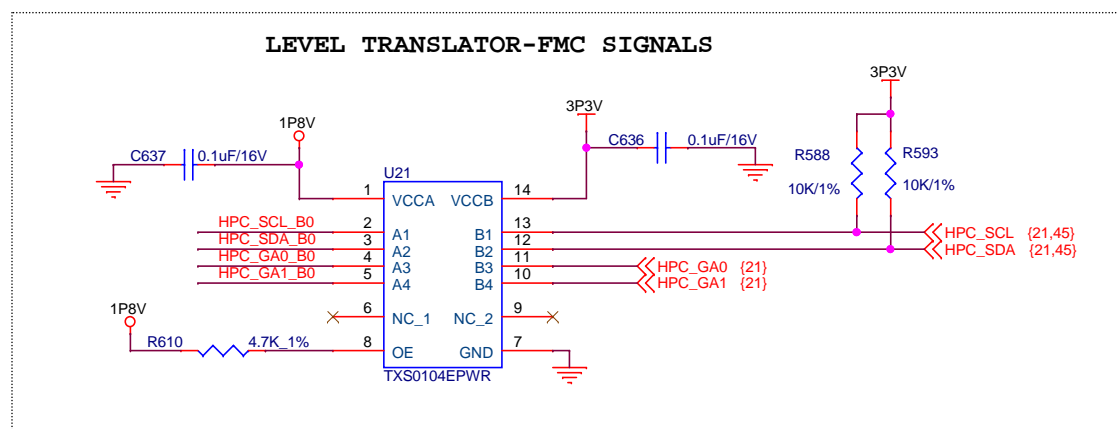 LEVEL TRANSLATOR-FMC SIGNALS
3P3V
1P8V
3P3V
C637 0.1uF/16V
C636 0.1uF/16V
R588 R593
10K/1% 10K/1%
U21
1 VCCA VCCB 14
HPC_SCL_B0 2 A1 B1 13 HPC_SCL {21,45}
HPC_SDA_B0 3 A2 B2 12 HPC_SDA {21,45}
HPC_GA0_B0 4 A3 B3 11 HPC_GA0 {21}
HPC_GA1_B0 5 A4 B4 10 HPC_GA1 {21}
1P8V
6 NC_1 NC_2 9
R610 4.7K_1% 8 OE GND 7
TXS0104EPWR